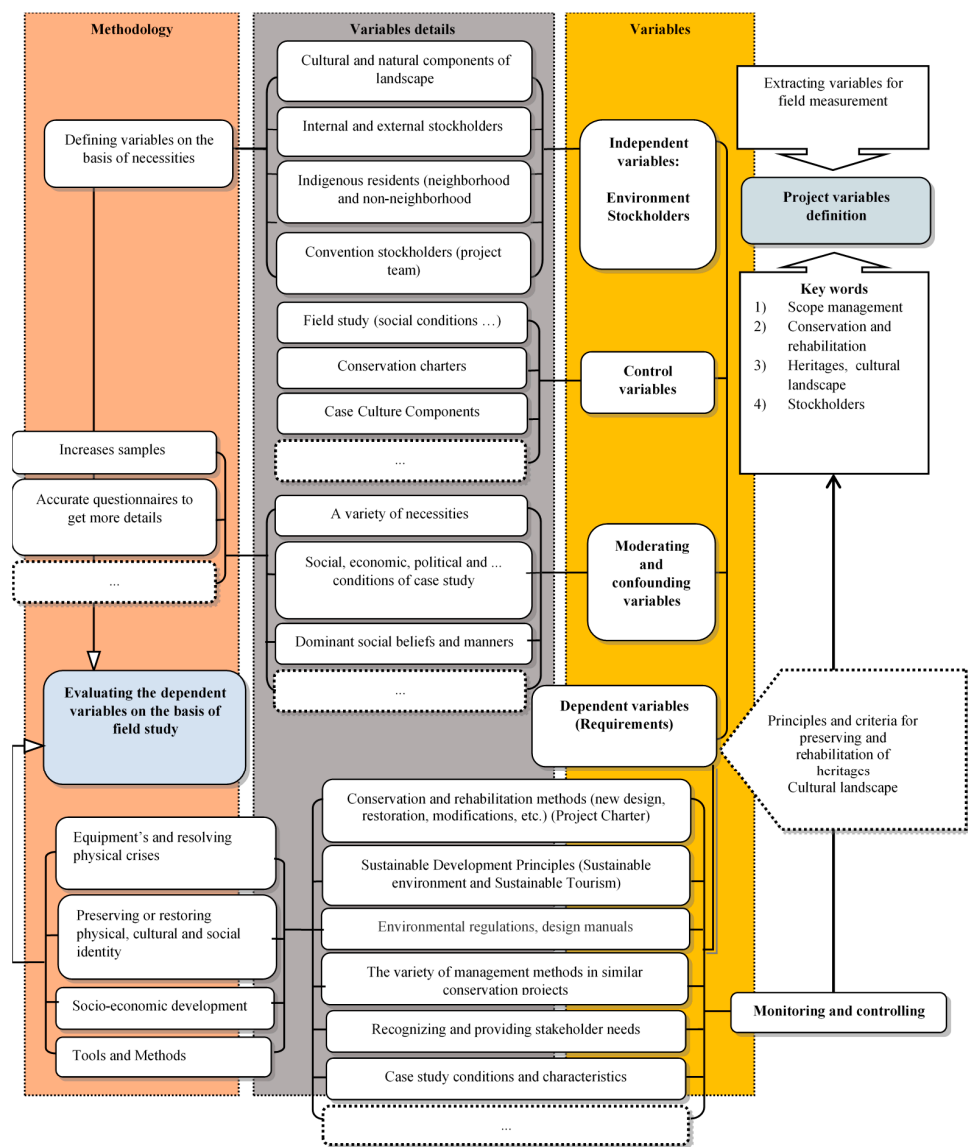 Methodology
Variables details
Variables
Cultural and natural components of
landscape
Internal and external stockholders
Indigenous residents (neighborhood
and non-neighborhood
Convention stockholders (project
team)
Defining variables on the
basis of necessities
Independent
variables:
Environment
Stockholders
Extracting variables for
field measurement
Project variables
definition
Key words
1) Scope management
2) Conservation and
rehabilitation
3) Heritages, cultural
landscape
4) Stockholders
Field study (social conditions …)
Conservation charters
Case Culture Components
...
Control
variables
Increases samples
Accurate questionnaires to
get more details
...
A variety of necessities
Social, economic, political and ...
conditions of case study
Dominant social beliefs and manners
...
Moderating
and
confounding
variables
Evaluating the dependent
variables on the basis of
field study
Dependent variables
(Requirements)
Principles and criteria for
preserving and
rehabilitation of
heritages
Cultural landscape
Conservation and rehabilitation methods (new design,
restoration, modifications, etc.) (Project Charter)
Sustainable Development Principles (Sustainable
environment and Sustainable Tourism)
Environmental regulations, design manuals
The variety of management methods in similar
conservation projects
Recognizing and providing stakeholder needs
Case study conditions and characteristics
...
Equipment's and resolving
physical crises
Preserving or restoring
physical, cultural and social
identity
Socio-economic development
Tools and Methods
Monitoring and controlling